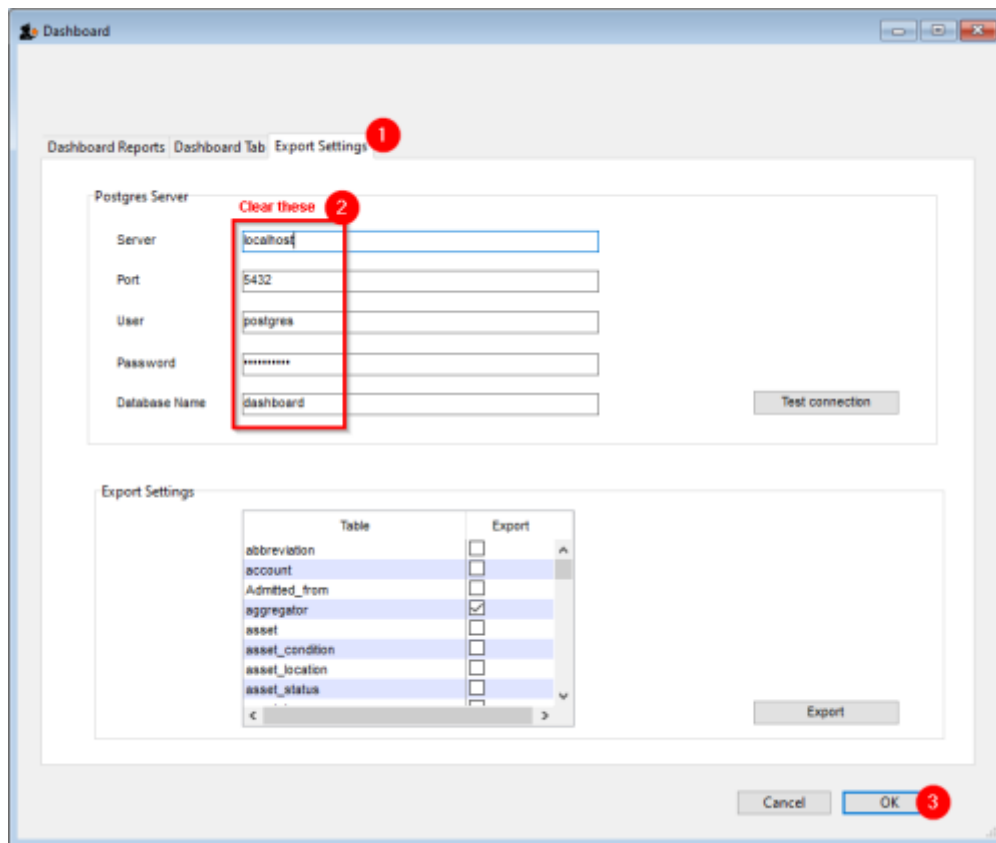 Dashboard
Dashboard Reports Dashboard Tab Export Settings 1
Postgres Server
Clear these 2
Server localhost
Port 5432
User postgres
Password ••••••••••
Database Name dashboard Test connection
Export Settings
Table Export
abbreviation
account
Admitted_from
aggregator
asset
asset_condition
asset_location
asset_status
Export
Cancel OK 3